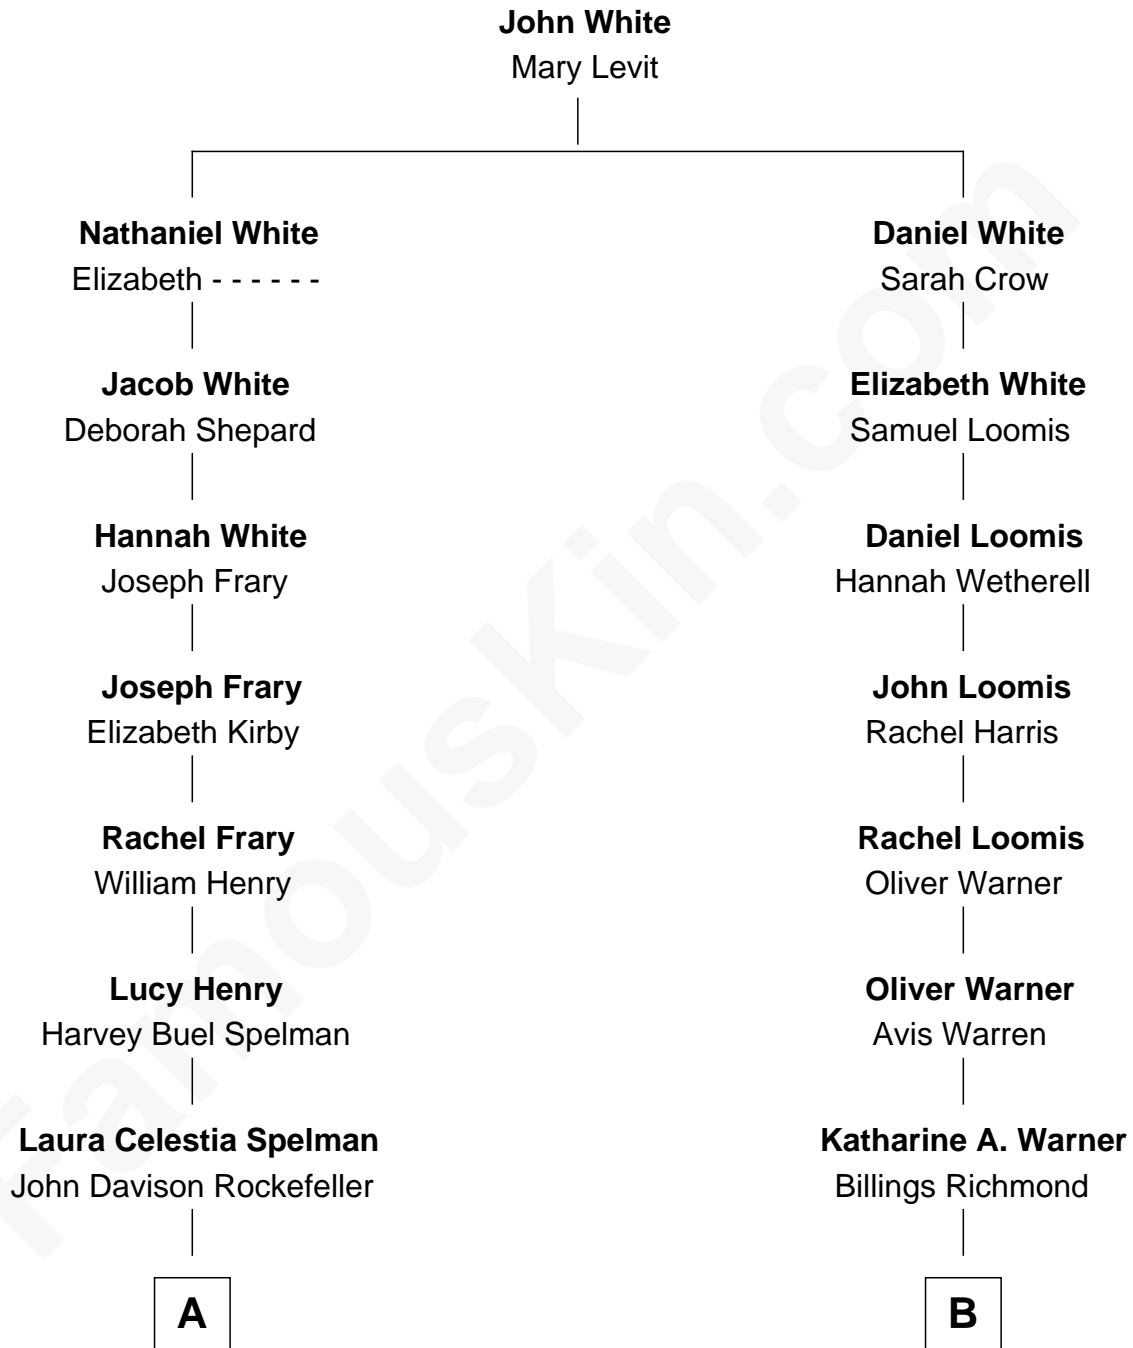 John White
Mary Levit
Nathaniel White
Elizabeth - - - - - -
Daniel White
Sarah Crow
Jacob White
Deborah Shepard
Elizabeth White
Samuel Loomis
Hannah White
Joseph Frary
Daniel Loomis
Hannah Wetherell
Joseph Frary
Elizabeth Kirby
John Loomis
Rachel Harris
Rachel Frary
William Henry
Rachel Loomis
Oliver Warner
Lucy Henry
Harvey Buel Spelman
Oliver Warner
Avis Warren
Laura Celestia Spelman
John Davison Rockefeller
Katharine A. Warner
Billings Richmond
A
B
FamousKin.com